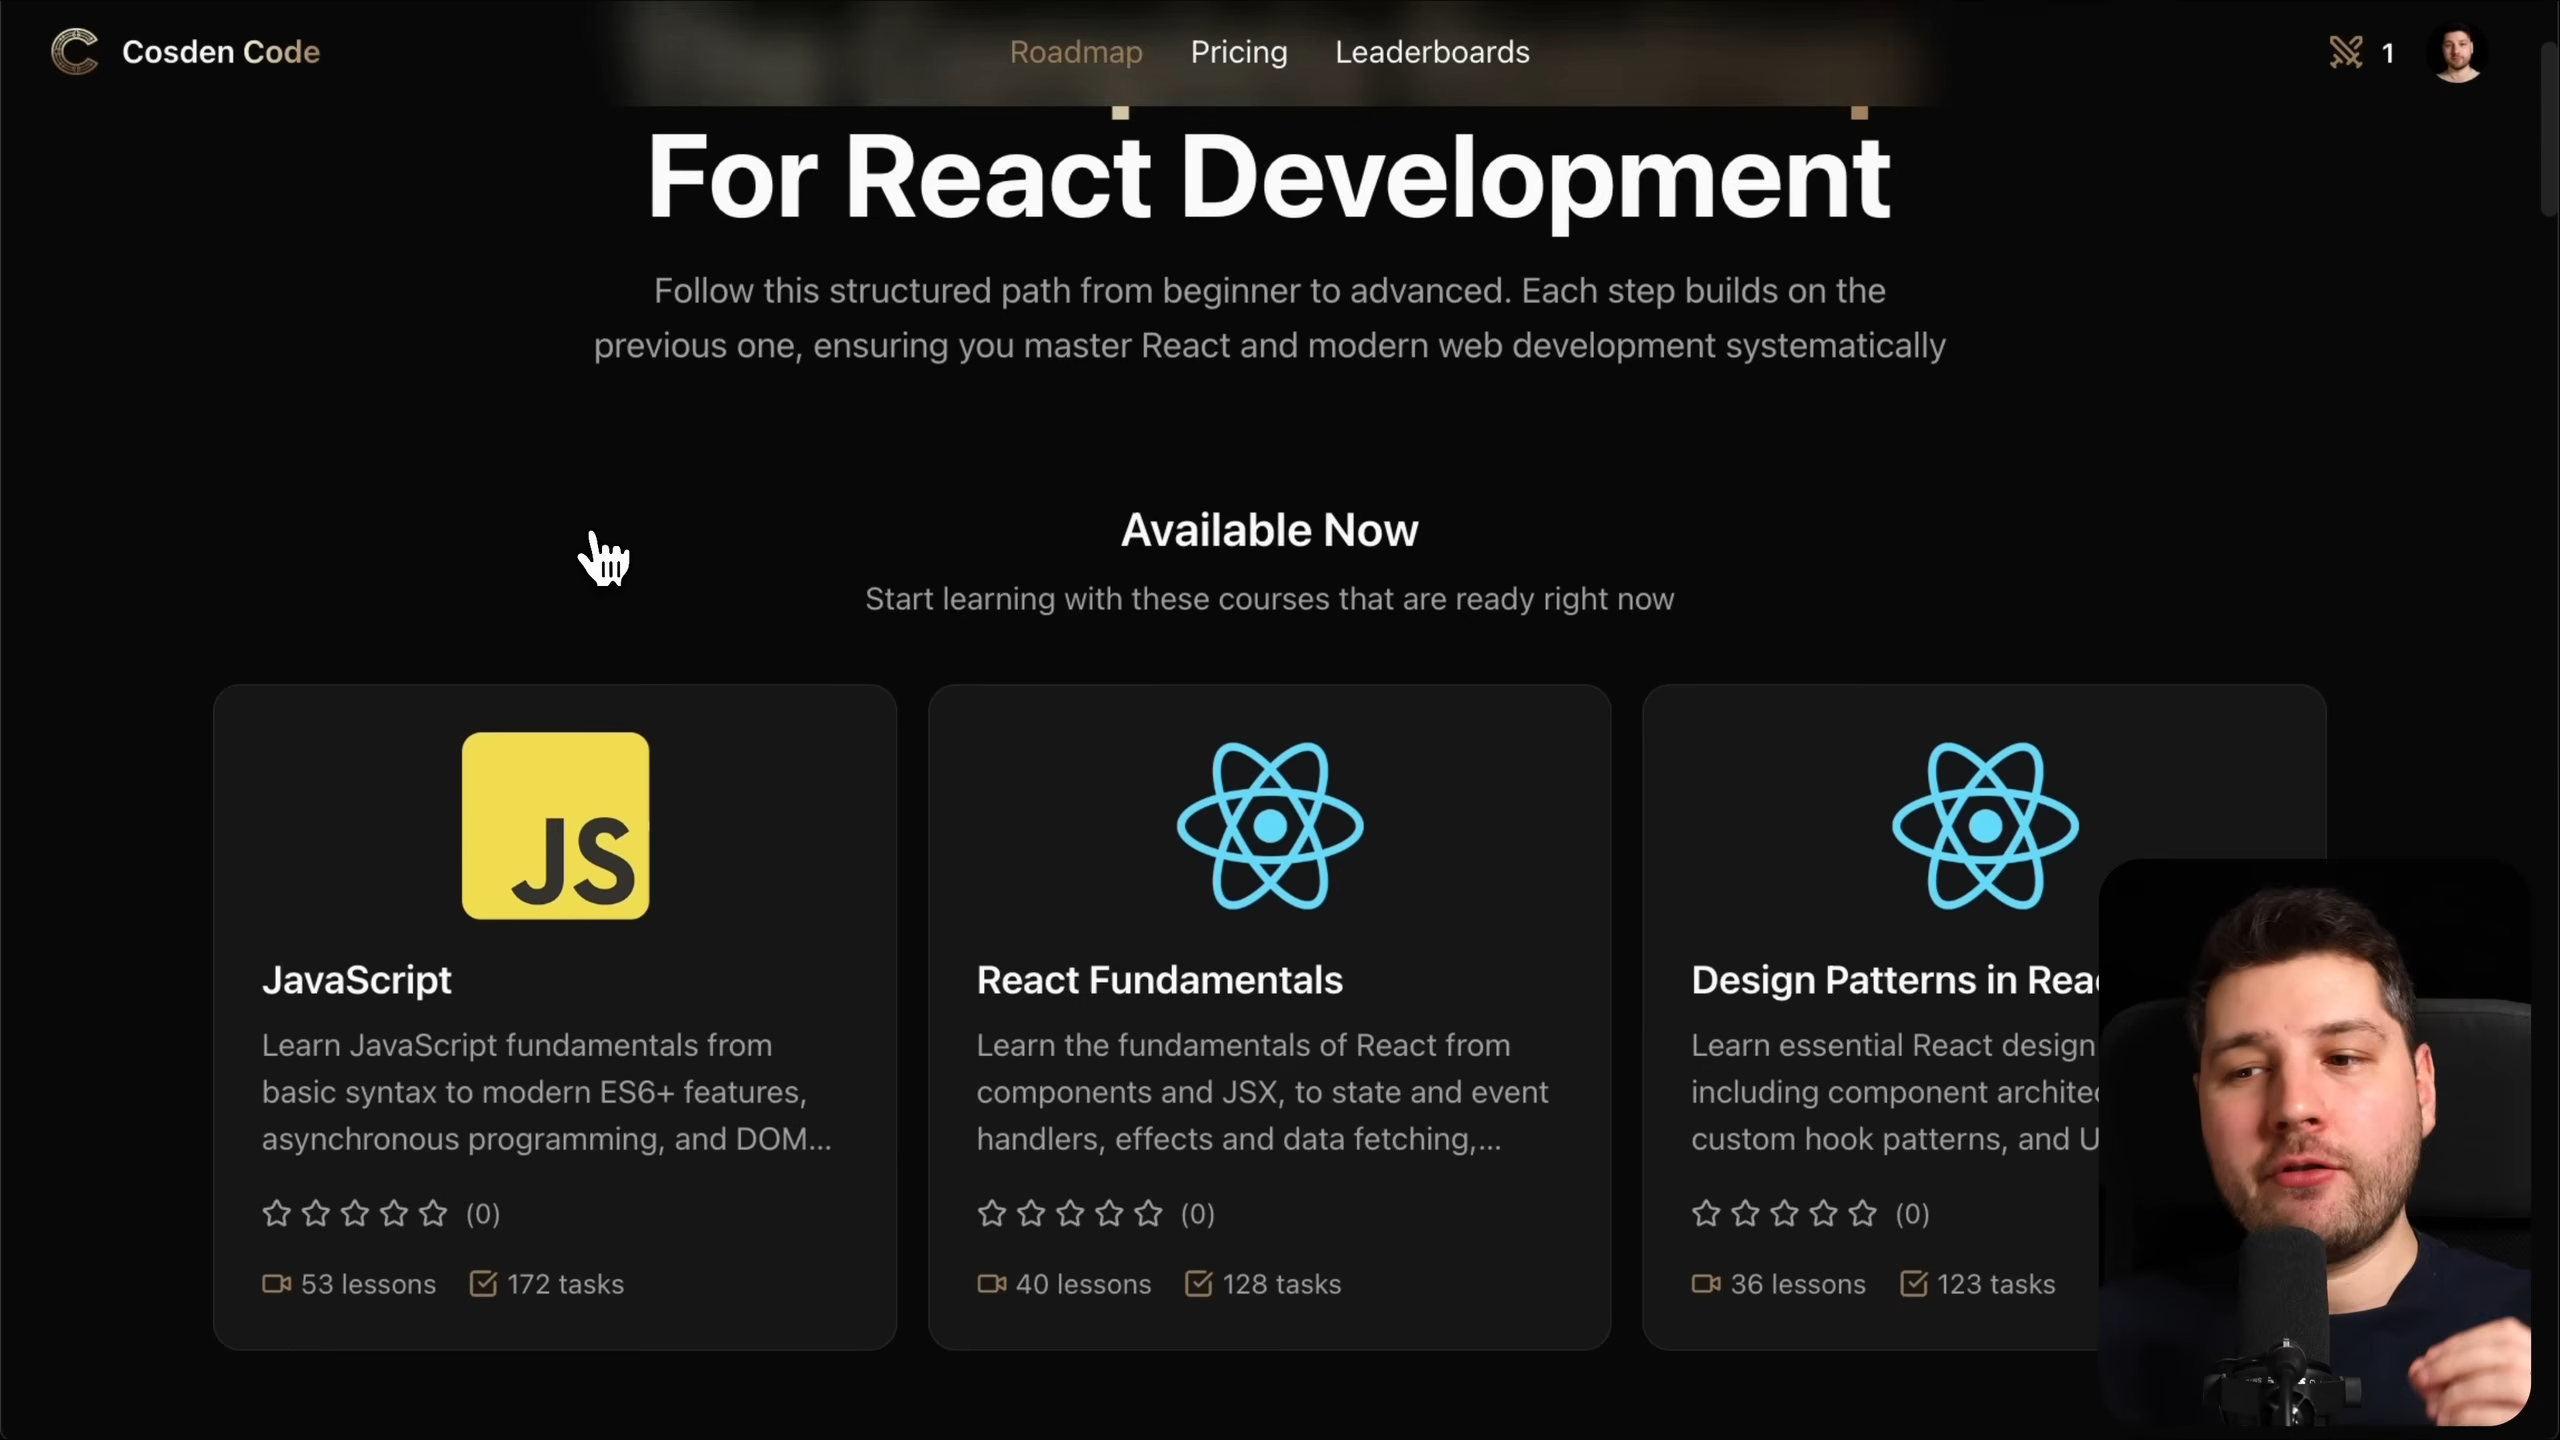 Cosden Code
Roadmap
Pricing
Leaderboards
1
For React Development
Follow this structured path from beginner to advanced. Each step builds on the
previous one, ensuring you master React and modern web development systematically
Available Now
Start learning with these courses that are ready right now
JS
JavaScript
Learn JavaScript fundamentals from
basic syntax to modern ES6+ features,
asynchronous programming, and DOM...
(0)
53 lessons
172 tasks
React Fundamentals
Learn the fundamentals of React from
components and JSX, to state and event
handlers, effects and data fetching,...
(0)
40 lessons
128 tasks
Design Patterns in
Learn essential React design
including component
custom hook patterns, and
(0)
36 lessons
123 tasks